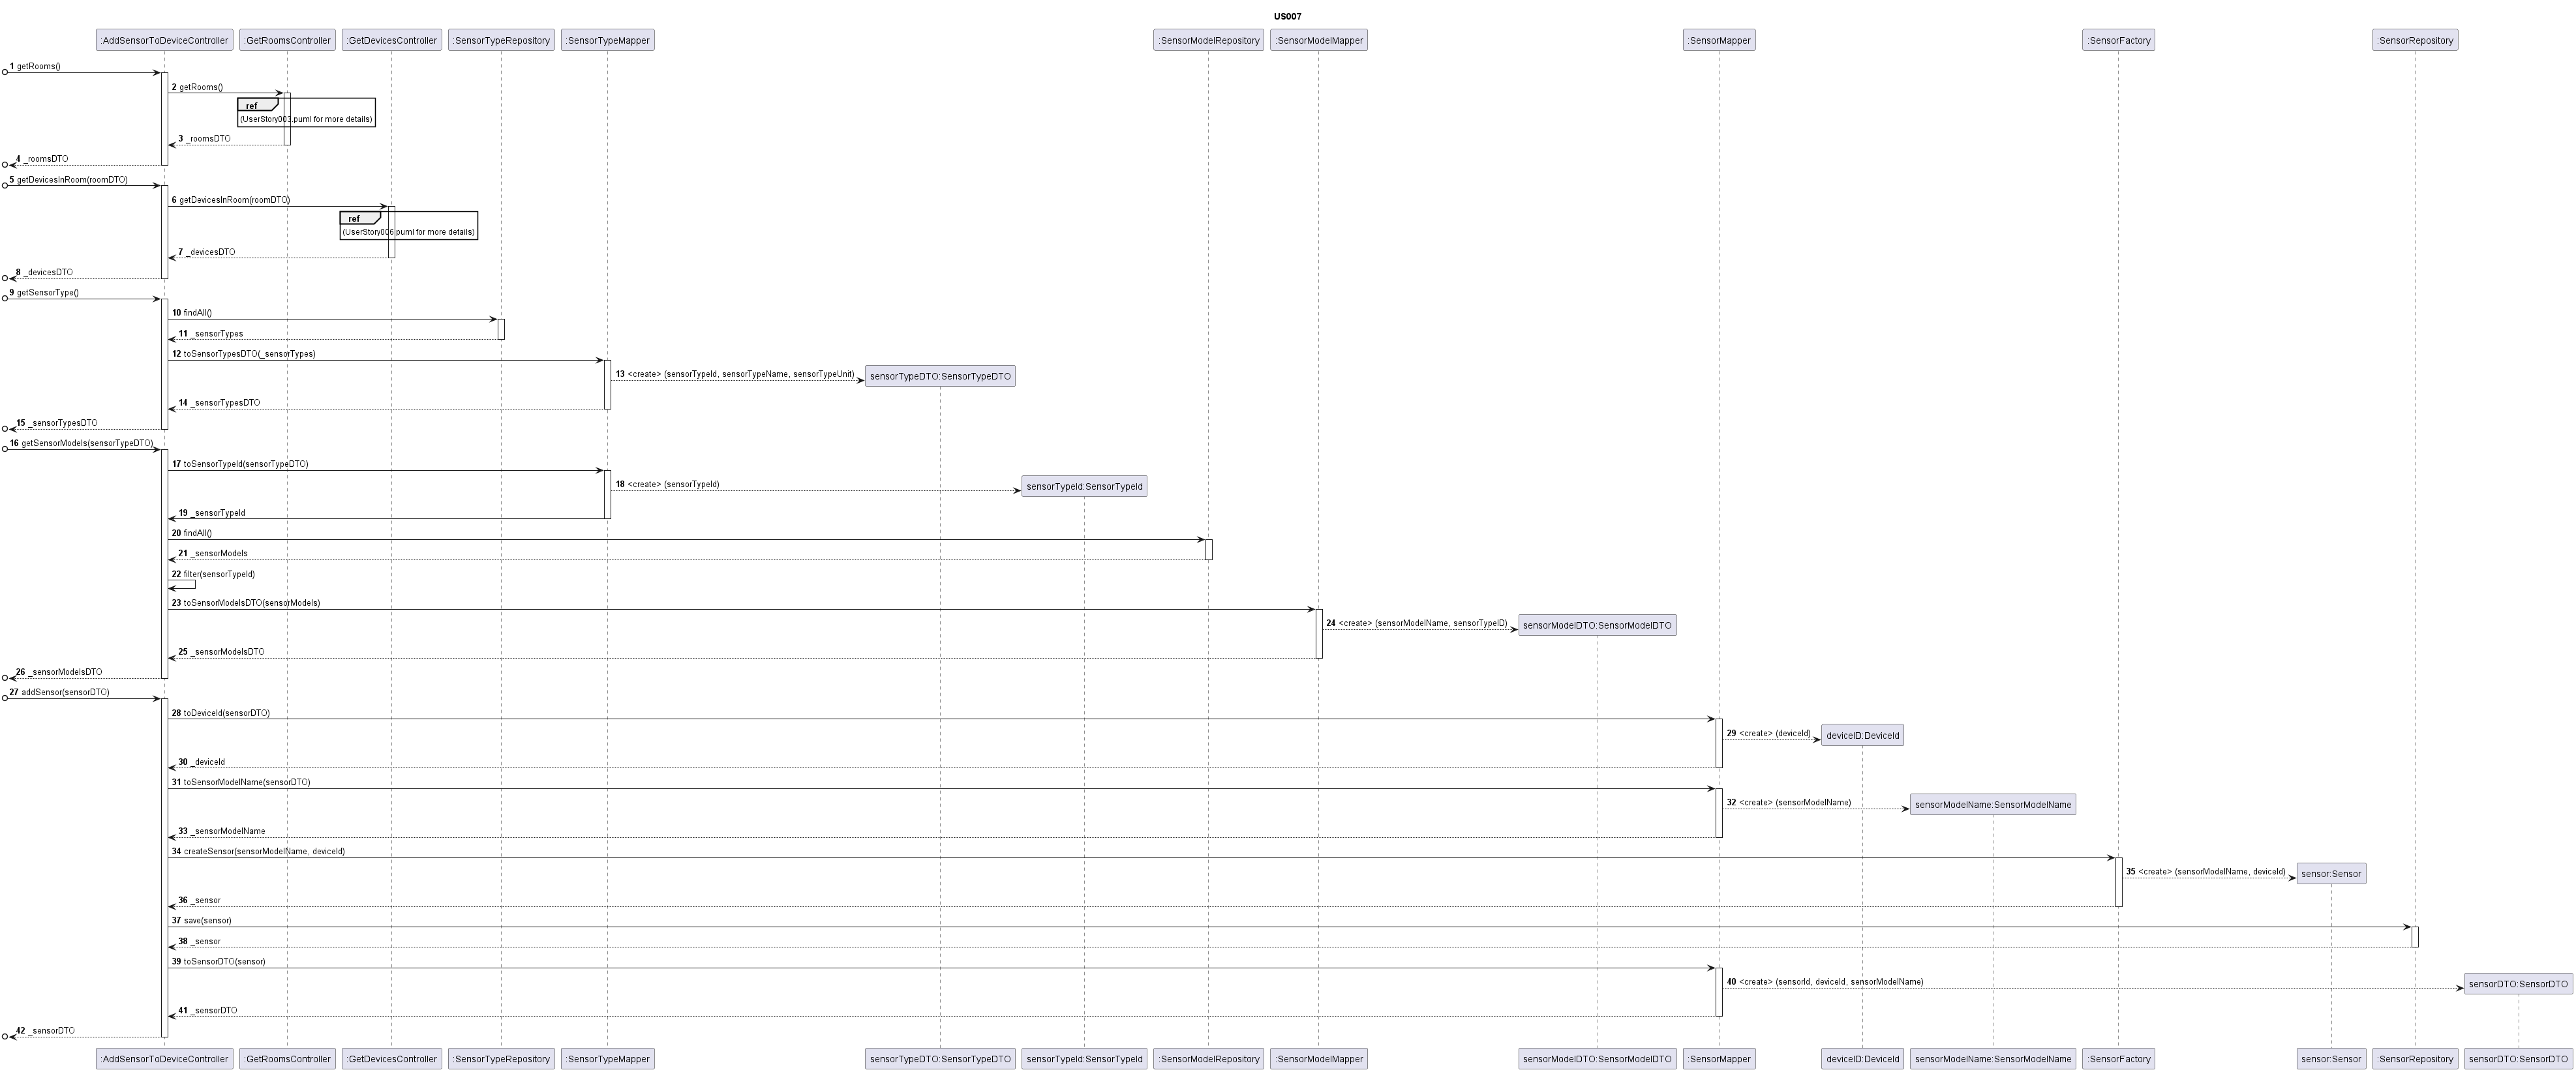 US007
:AddSensorToDeviceController
:GetRoomsController
:GetDevicesController
:SensorTypeRepository
:SensorTypeMapper
:SensorModelRepository
:SensorModelMapper
:SensorMapper
:SensorFactory
:SensorRepository
1 getRooms()
2 getRooms()
ref
(UserStory003.puml for more details)
3 _roomsDTO
4 _roomsDTO
5 getDevicesInRoom(roomDTO)
6 getDevicesInRoom(roomDTO)
ref
(UserStory006.puml for more details)
7 _devicesDTO
8 _devicesDTO
9 getSensorType()
10 findAll()
11 _sensorTypes
12 toSensorTypesDTO(_sensorTypes)
13 <create> (sensorTypeId, sensorTypeName, sensorTypeUnit)
sensorTypeDTO:SensorTypeDTO
14 _sensorTypesDTO
15 _sensorTypesDTO
16 getSensorModels(sensorTypeDTO)
17 toSensorTypeId(sensorTypeDTO)
18 <create> (sensorTypeId)
sensorTypeId:SensorTypeId
19 _sensorTypeId
20 findAll()
21 _sensorModels
22 filter(sensorTypeId)
23 toSensorModelsDTO(sensorModels)
24 <create> (sensorModelName, sensorTypeID)
sensorModelDTO:SensorModelDTO
25 _sensorModelsDTO
26 _sensorModelsDTO
27 addSensor(sensorDTO)
28 toDeviceId(sensorDTO)
29 <create> (deviceId)
deviceID:DeviceId
30 _deviceId
31 toSensorModelName(sensorDTO)
32 <create> (sensorModelName)
sensorModelName:SensorModelName
33 _sensorModelName
34 createSensor(sensorModelName, deviceId)
35 <create> (sensorModelName, deviceId)
sensor:Sensor
36 _sensor
37 save(sensor)
38 _sensor
39 toSensorDTO(sensor)
40 <create> (sensorId, deviceId, sensorModelName)
sensorDTO:SensorDTO
41 _sensorDTO
42 _sensorDTO
:AddSensorToDeviceController
:GetRoomsController
:GetDevicesController
:SensorTypeRepository
:SensorTypeMapper
sensorTypeDTO:SensorTypeDTO
sensorTypeId:SensorTypeId
:SensorModelRepository
:SensorModelMapper
sensorModelDTO:SensorModelDTO
:SensorMapper
deviceID:DeviceId
sensorModelName:SensorModelName
:SensorFactory
sensor:Sensor
:SensorRepository
sensorDTO:SensorDTO